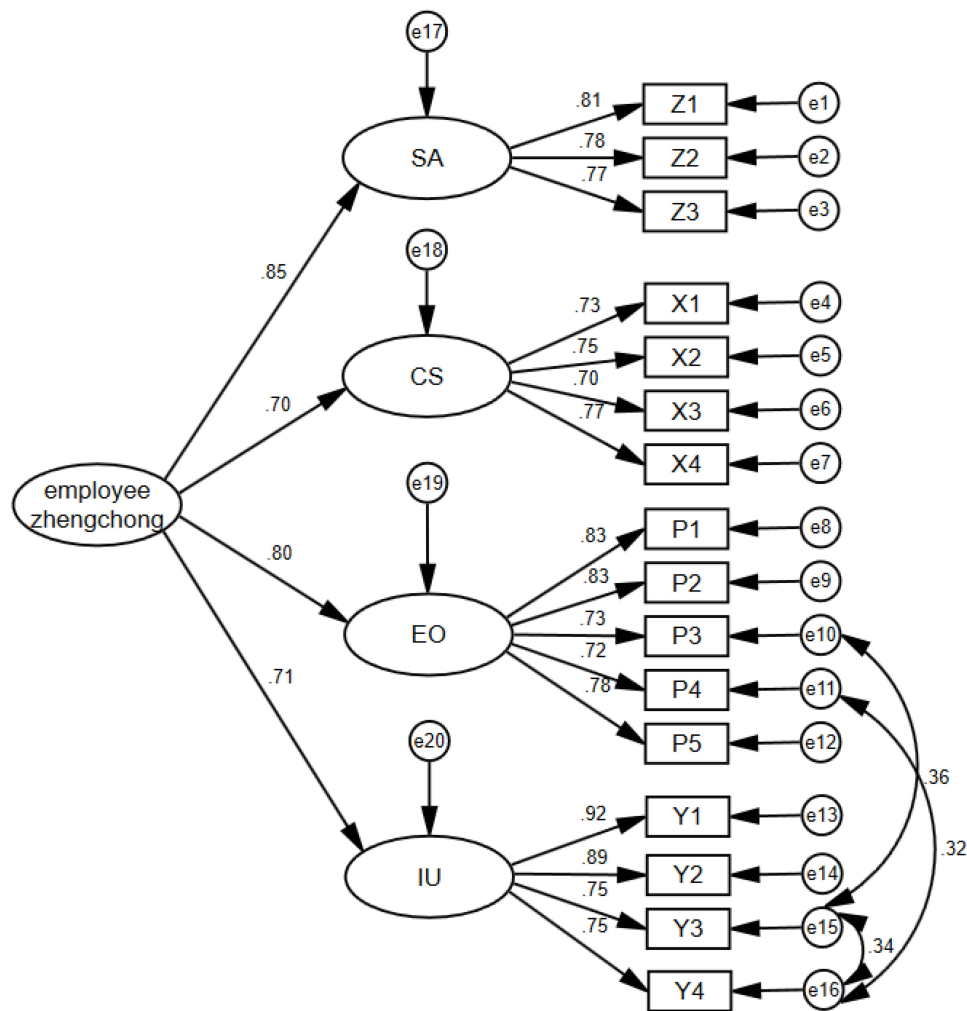 e17
.81
Z1
e1
SA
.78
Z2
e2
.77
Z3
e3
e18
.85
.73
X1
e4
.75
X2
e5
CS
.70
X3
e6
.70
.77
X4
e7
employee
zhengchong
e19
.83
P1
e8
.80
.83
P2
e9
EO
.73
P3
e10
.72
P4
e11
.71
.78
P5
e12
e20
.36
.92
Y1
e13
.32
IU
.89
Y2
e14
.75
Y3
e15
.75
.34
Y4
e16